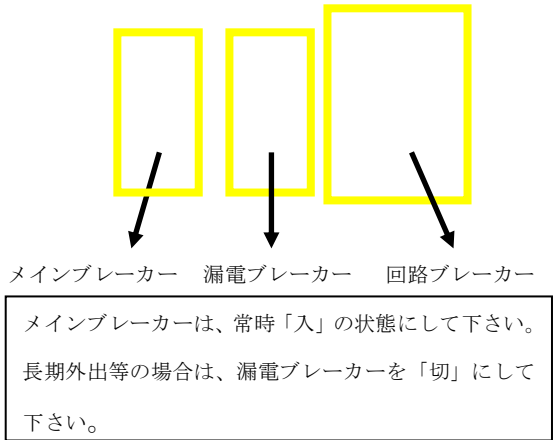 メインブレーカー　漏電ブレーカー　回路ブレーカー
メインブレーカーは、常時「入」の状態にして下さい。
長期外出等の場合は、漏電ブレーカーを「切」にして
下さい。